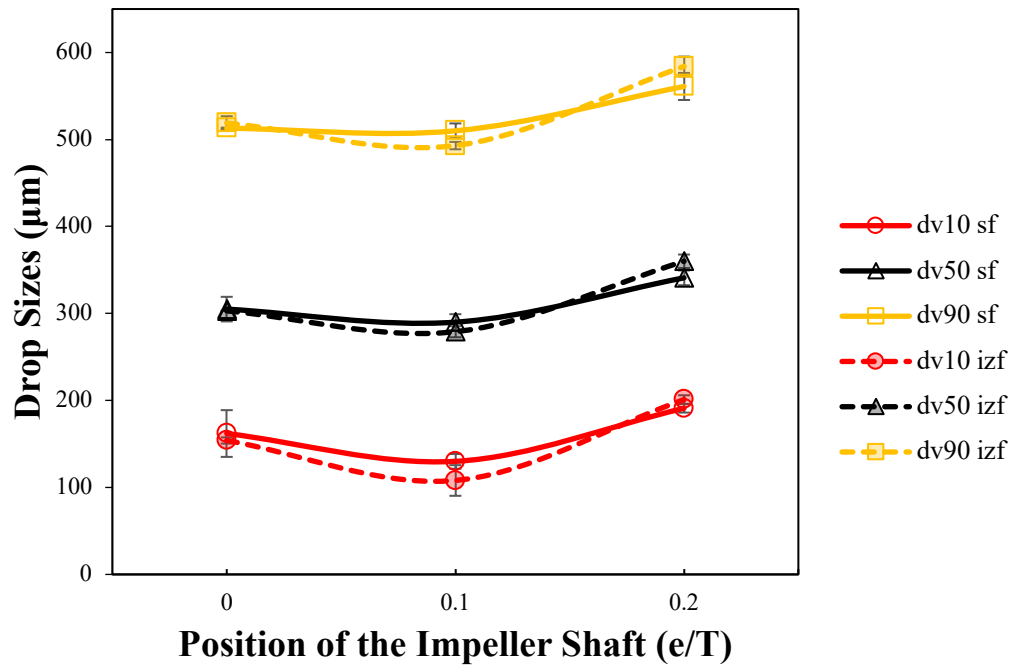 Drop Sizes (µm)
600
500
400
300
200
100
0
0
0.1
0.2
Position of the Impeller Shaft (e/T)
dv10 sf
dv50 sf
dv90 sf
dv10 izf
dv50 izf
dv90 izf